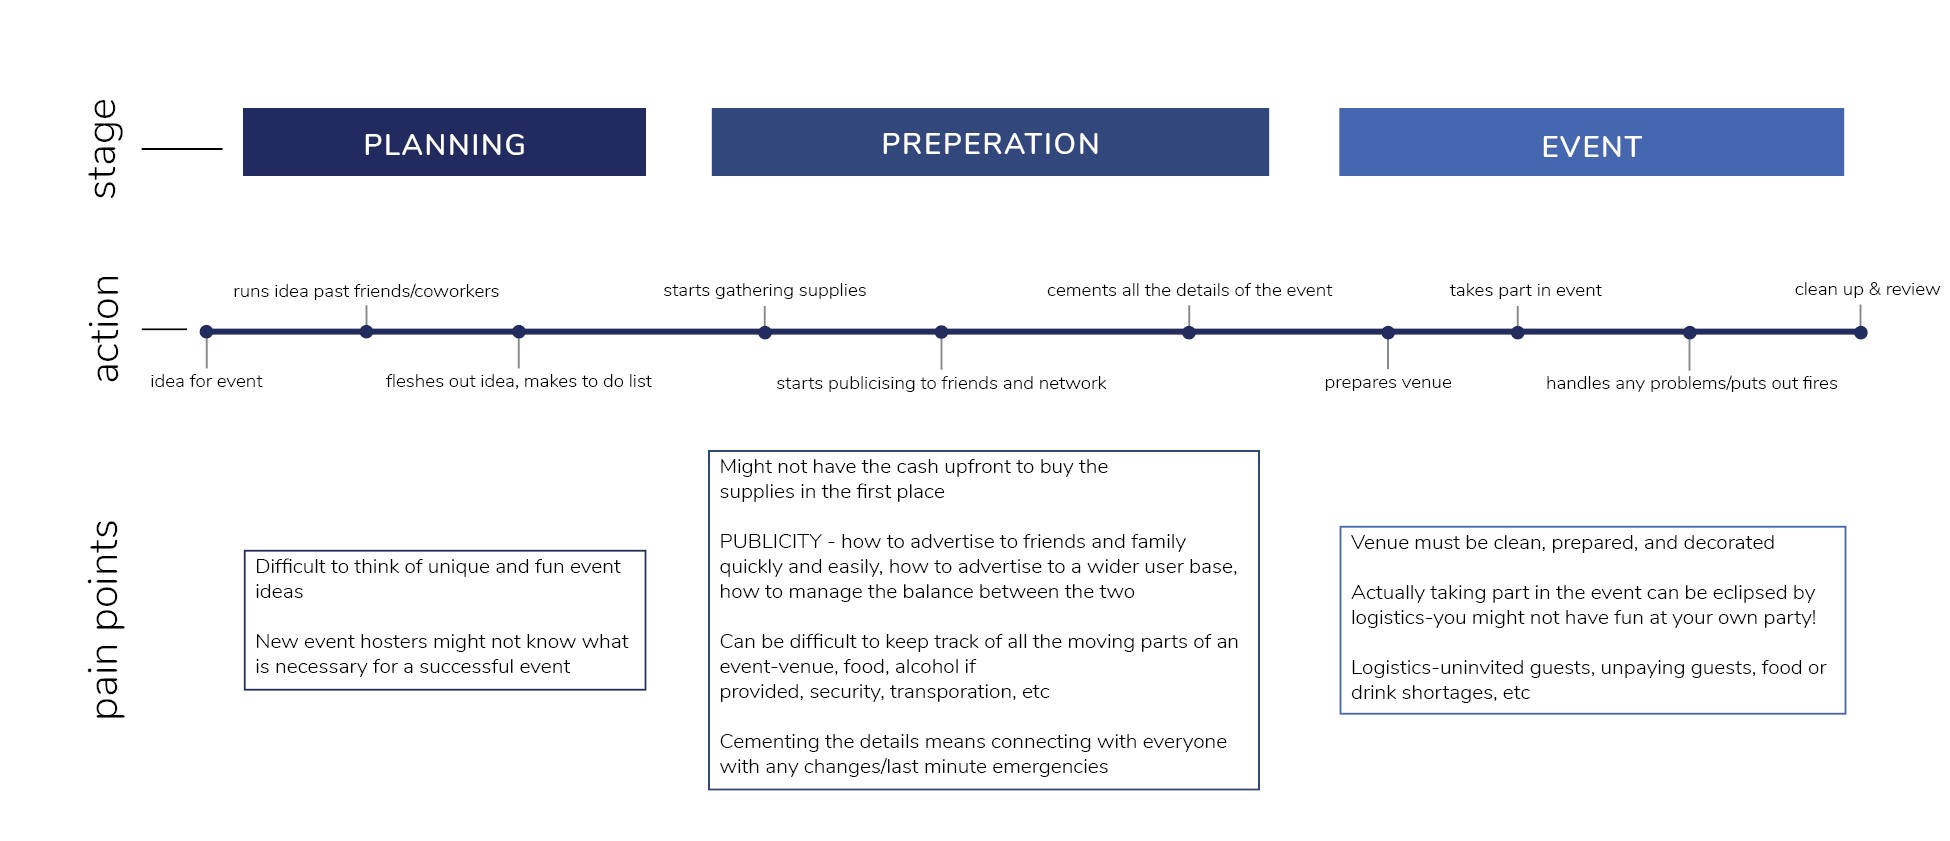 stage
PLANNING
PREPERATION
EVENT
action
runs idea past friends/coworkers
starts gathering supplies
cements all the details of the event
takes part in event
clean up & review
idea for event
fleshes out idea, makes to do list
starts publicising to friends and network
prepares venue
handles any problems/puts out fires
pain points
Difficult to think of unique and fun event
ideas
New event hosters might not know what
is necessary for a successful event
Might not have the cash upfront to buy the
supplies in the first place
PUBLICITY - how to advertise to friends and family
quickly and easily, how to advertise to a wider user base,
how to manage the balance between the two
Can be difficult to keep track of all the moving parts of an
event-venue, food, alcohol if
provided, security, transporation, etc
Cementing the details means connecting with everyone
with any changes/last minute emergencies
Venue must be clean, prepared, and decorated
Actually taking part in the event can be eclipsed by
logistics-you might not have fun at your own party!
Logistics-uninvited guests, unpaying guests, food or
drink shortages, etc